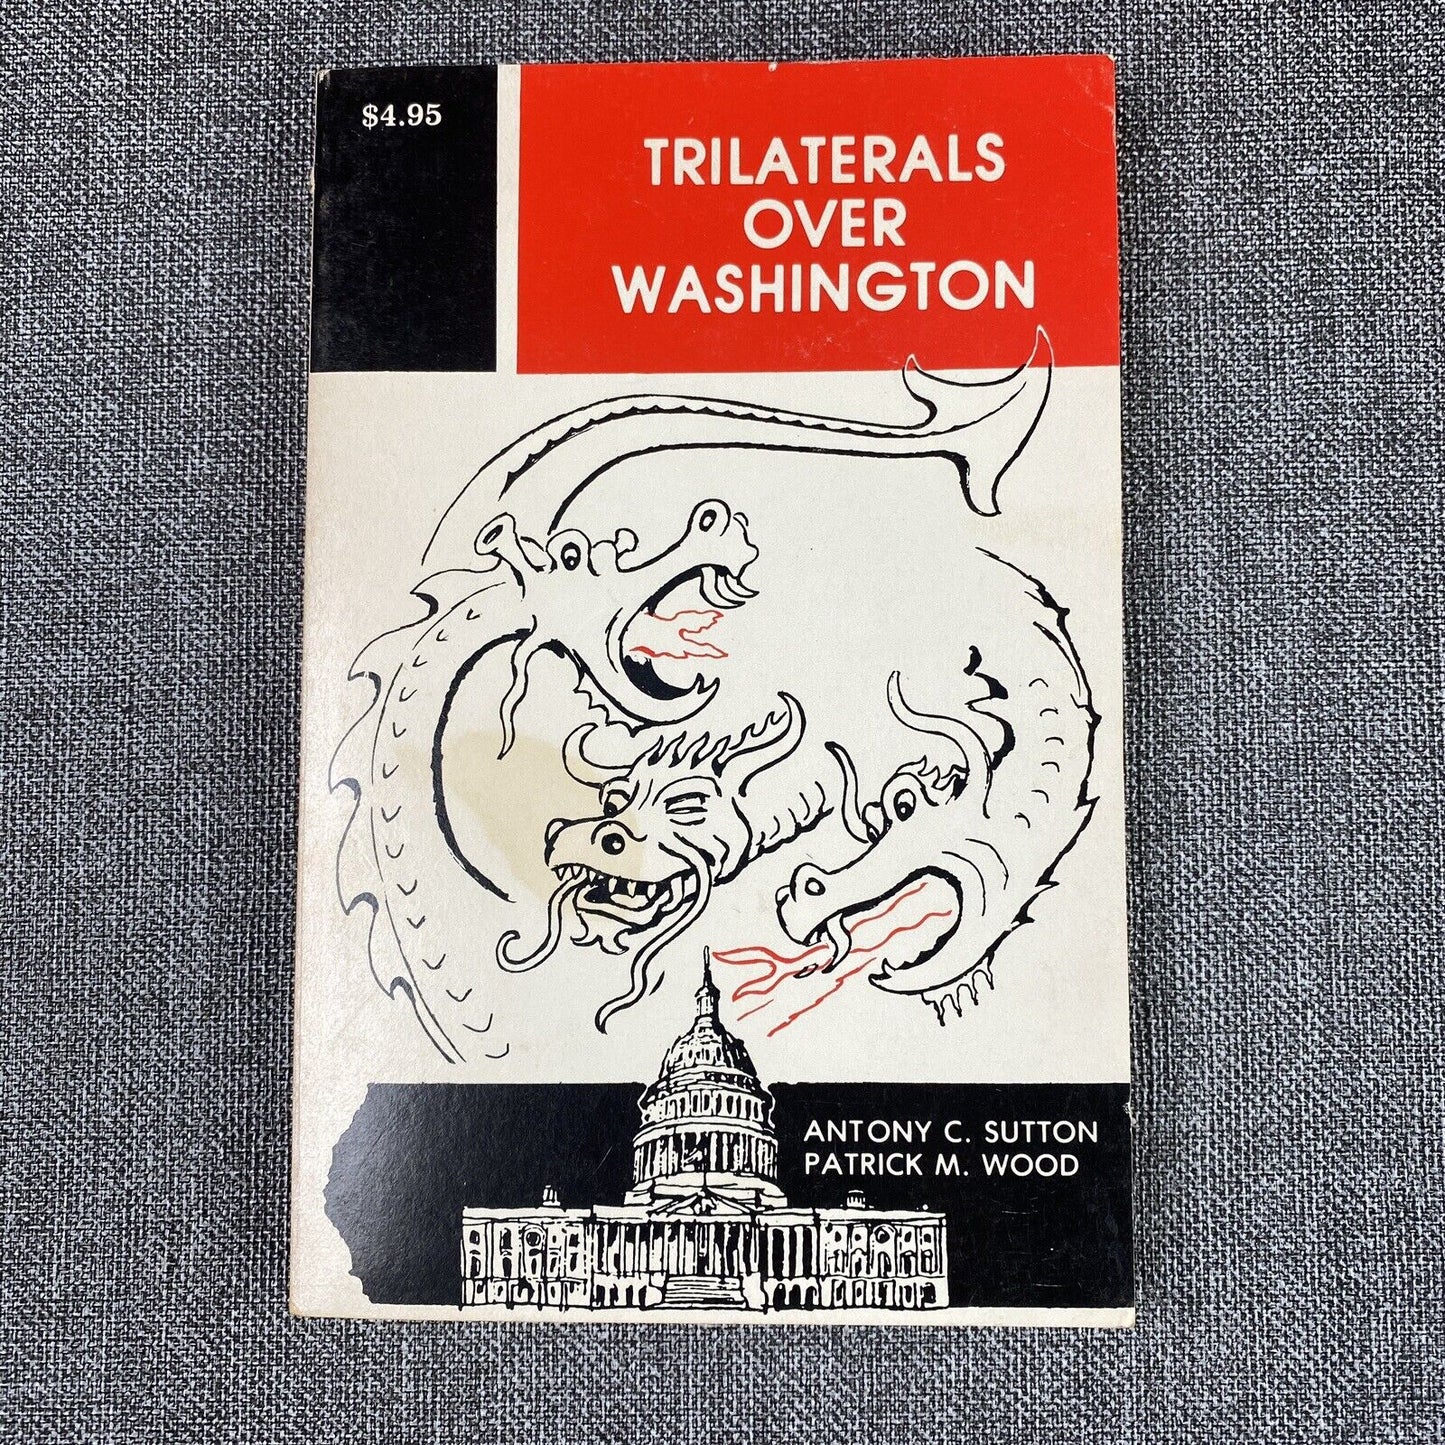 $4.95
TRILATERALS
OVER
WASHINGTON
ANTONY C. SUTTON
PATRICK M. WOOD